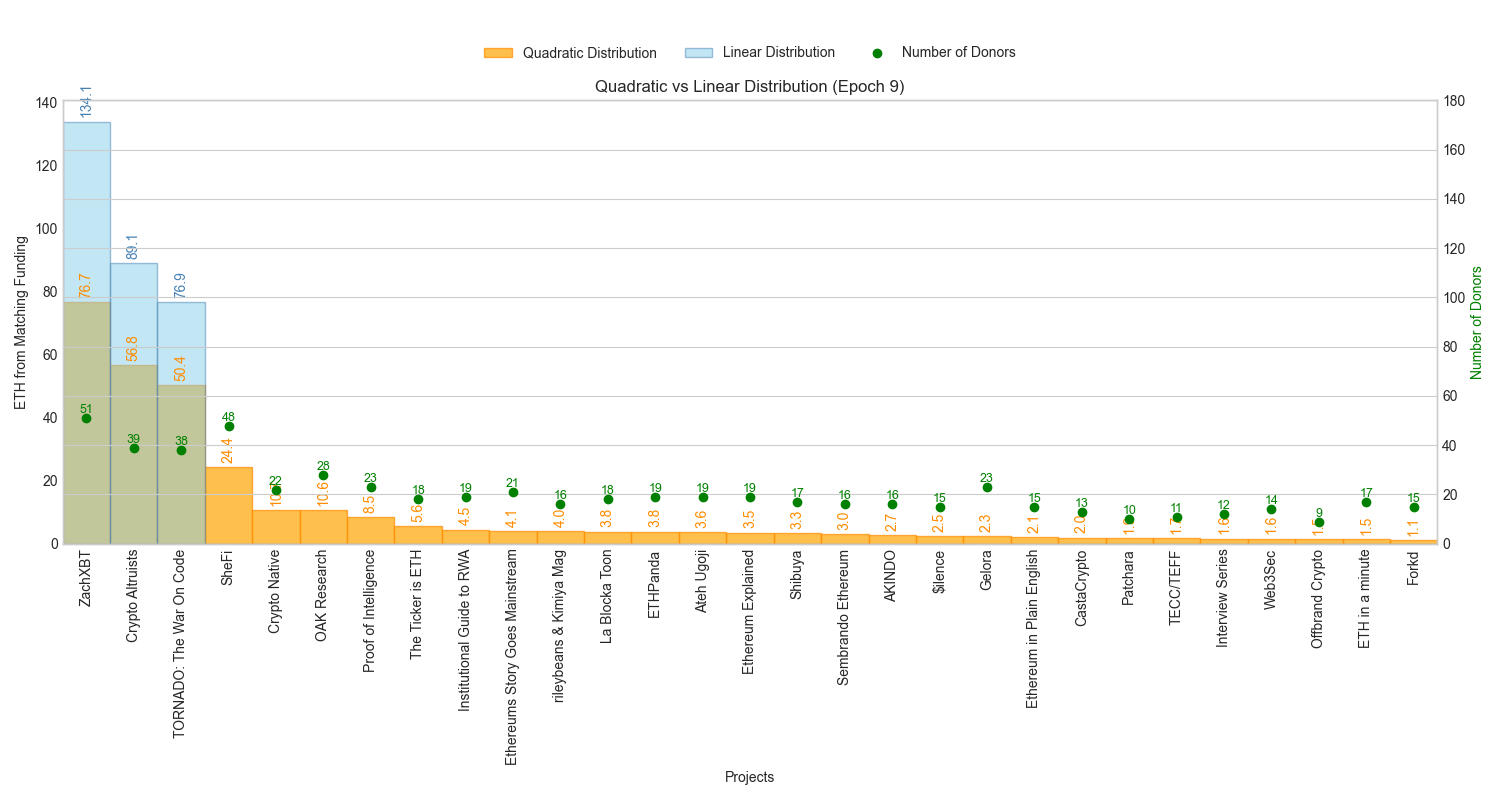 Quadratic Distribution
Linear Distribution
Number of Donors
Quadratic vs Linear Distribution (Epoch 9)
ETH from Matching Funding
140
120
100
80
60
40
20
0
180
160
140
120
100
80
60
40
20
0
Number of Donors
134.1
89.1
76.9
76.7
56.8
50.4
24.4
10.6
8.5
5.6
4.5
4.1
4.0
3.8
3.8
3.6
3.5
3.3
3.0
2.7
2.5
2.3
2.1
2.0
1.6
1.6
1.5
1.1
51
39
38
48
22
28
23
18
19
21
16
18
19
19
19
17
16
16
15
23
15
13
10
11
12
14
9
17
15
ZachXBT
Crypto Altruists
TORNADO: The War On Code
SheFi
Crypto Native
OAK Research
Proof of Intelligence
The Ticker is ETH
Institutional Guide to RWA
Ethereums Story Goes Mainstream
rileybeans & Kimiya Mag
La Blocka Toon
ETHPanda
Ateh Ugoji
Ethereum Explained
Shibuya
Sembrando Ethereum
AKINDO
$ilence
Gelora
Ethereum in Plain English
CastaCrypto
Patchara
TECC/TEFF
Interview Series
Web3Sec
Offbrand Crypto
ETH in a minute
Forkd
Projects